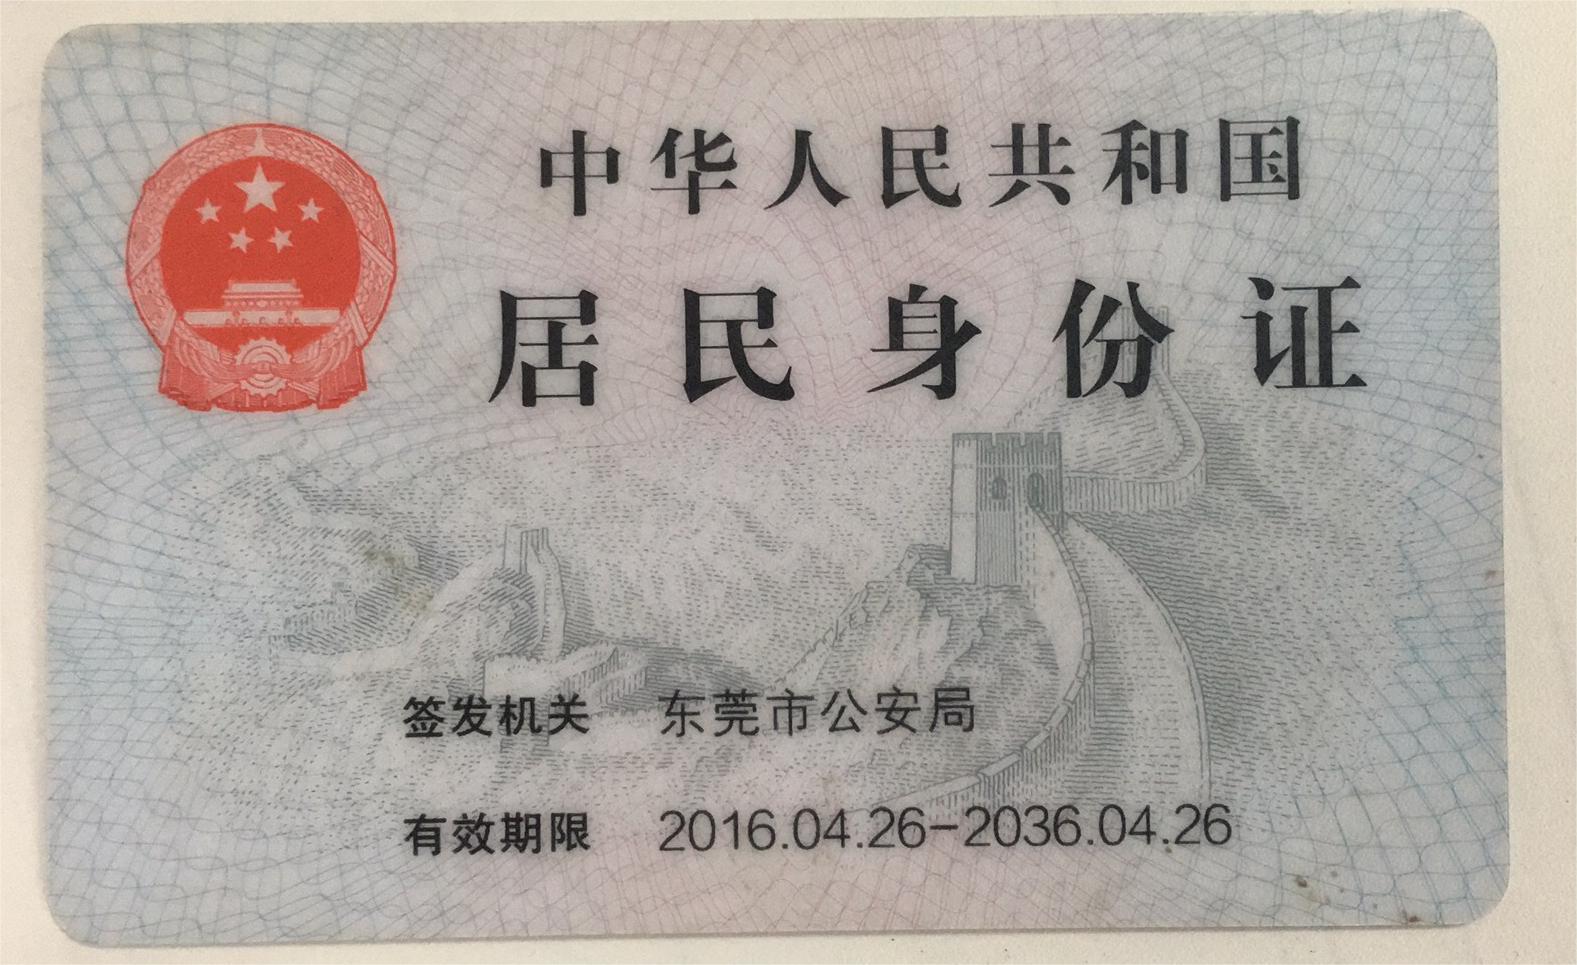 中华人民共和国
居民身份证
签发机关 东莞市公安局
有效期限 2016.04.26-2036.04.26